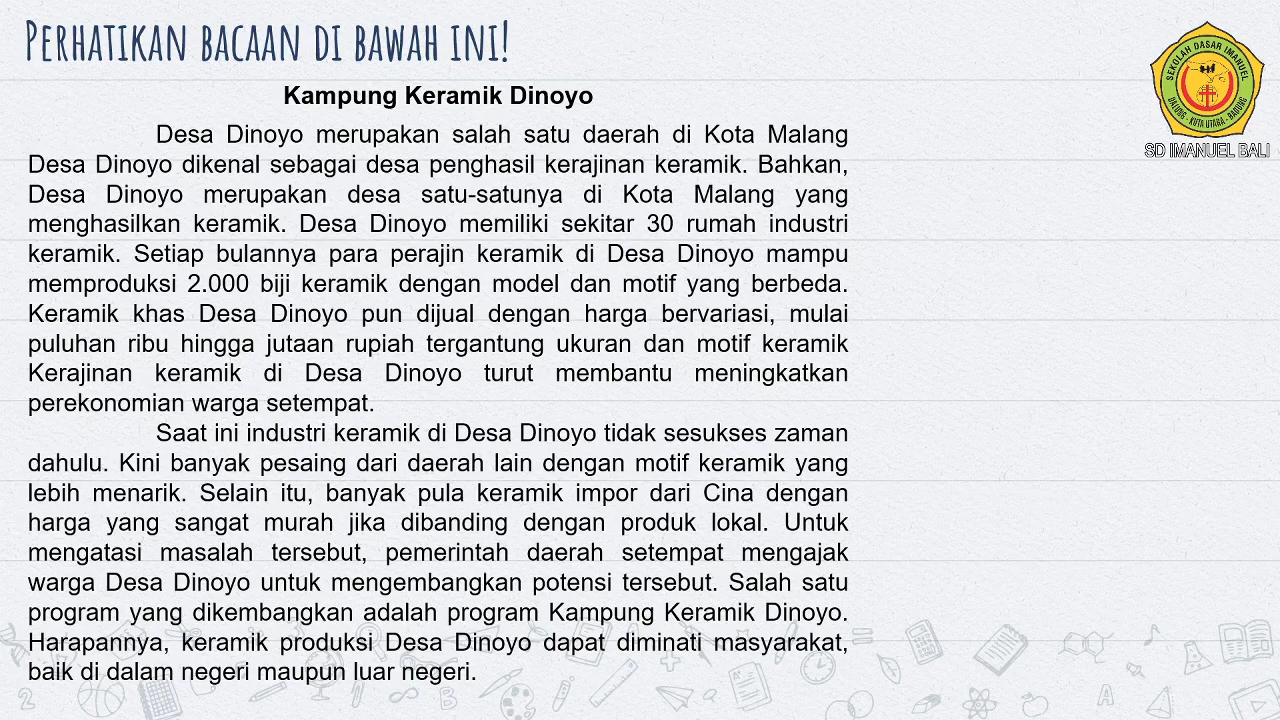 PERHATIKAN BACAAN DI BAWAH INI!
Kampung Keramik Dinoyo
Desa Dinoyo merupakan salah satu daerah di Kota Malang
Desa Dinoyo dikenal sebagai desa penghasil kerajinan keramik. Bahkan,
Desa Dinoyo merupakan desa satu-satunya di Kota Malang yang
menghasilkan keramik. Desa Dinoyo memiliki sekitar 30 rumah industri
keramik. Setiap bulannya para perajin keramik di Desa Dinoyo mampu
memproduksi 2.000 biji keramik dengan model dan motif yang berbeda.
Keramik khas Desa Dinoyo pun dijual dengan harga bervariasi, mulai
puluhan ribu hingga jutaan rupiah tergantung ukuran dan motif keramik
Kerajinan keramik di Desa Dinoyo turut membantu meningkatkan
perekonomian warga setempat.
Saat ini industri keramik di Desa Dinoyo tidak sesukses zaman
dahulu. Kini banyak pesaing dari daerah lain dengan motif keramik yang
lebih menarik. Selain itu, banyak pula keramik impor dari Cina dengan
harga yang sangat murah jika dibanding dengan produk lokal. Untuk
mengatasi masalah tersebut, pemerintah daerah setempat mengajak
warga Desa Dinoyo untuk mengembangkan potensi tersebut. Salah satu
program yang dikembangkan adalah program Kampung Keramik Dinoyo.
Harapannya, keramik produksi Desa Dinoyo dapat diminati masyarakat,
baik di dalam negeri maupun luar negeri.
SEKOLAH DASAR IMANUEL
DALUNG - KUTA UTARA - BADUNG
SD IMANUEL BALI